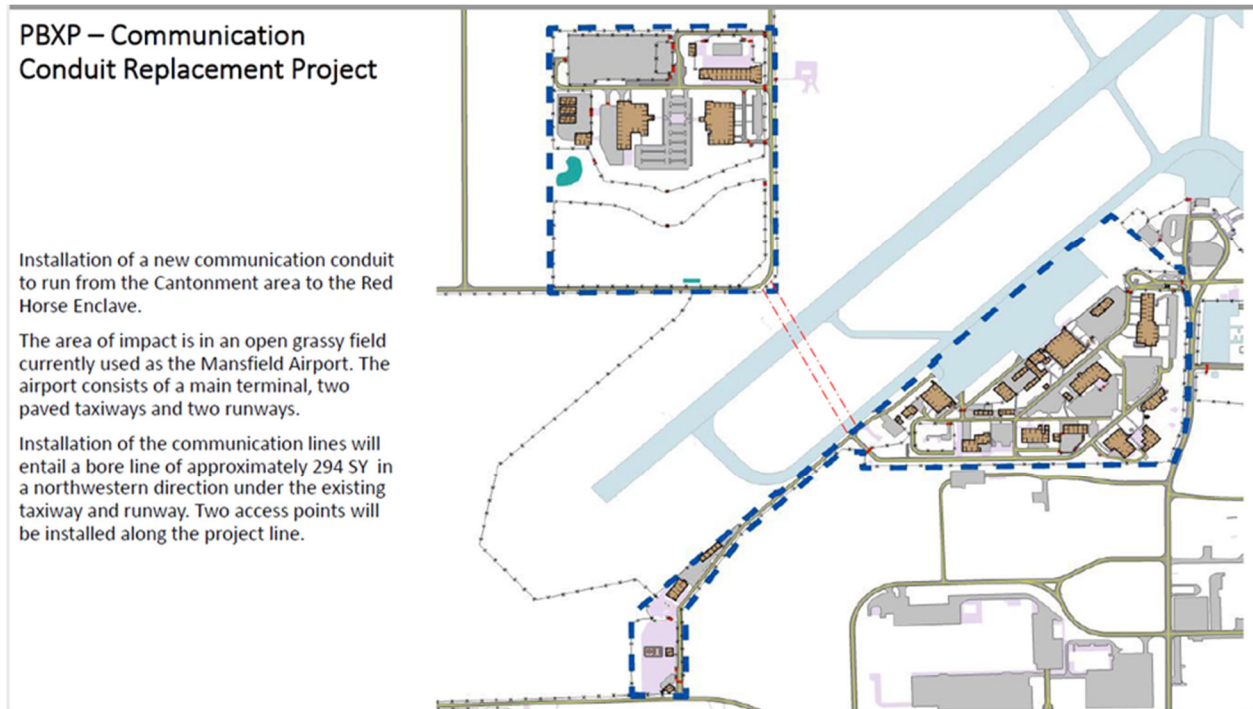 PBXP – Communication
Conduit Replacement Project
Installation of a new communication conduit
to run from the Cantonment area to the Red
Horse Enclave.
The area of impact is in an open grassy field
currently used as the Mansfield Airport. The
airport consists of a main terminal, two
paved taxiways and two runways.
Installation of the communication lines will
entail a bore line of approximately 294 SY in
a northwestern direction under the existing
taxiway and runway. Two access points will
be installed along the project line.